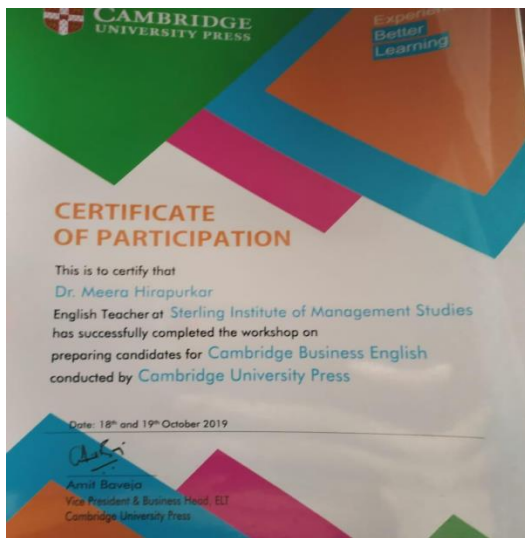 CAMBRIDGE
UNIVERSITY PRESS
Experience
Better
Learning
CERTIFICATE
OF PARTICIPATION
This is to certify that
Dr. Meera Hirapurkar
English Teacher at Sterling Institute of Management Studies
has successfully completed the workshop on
preparing candidates for Cambridge Business English
conducted by Cambridge University Press
Date: 18th and 19th October 2019
Amit Baveja
Vice President & Business Head, ELT
Cambridge University Press